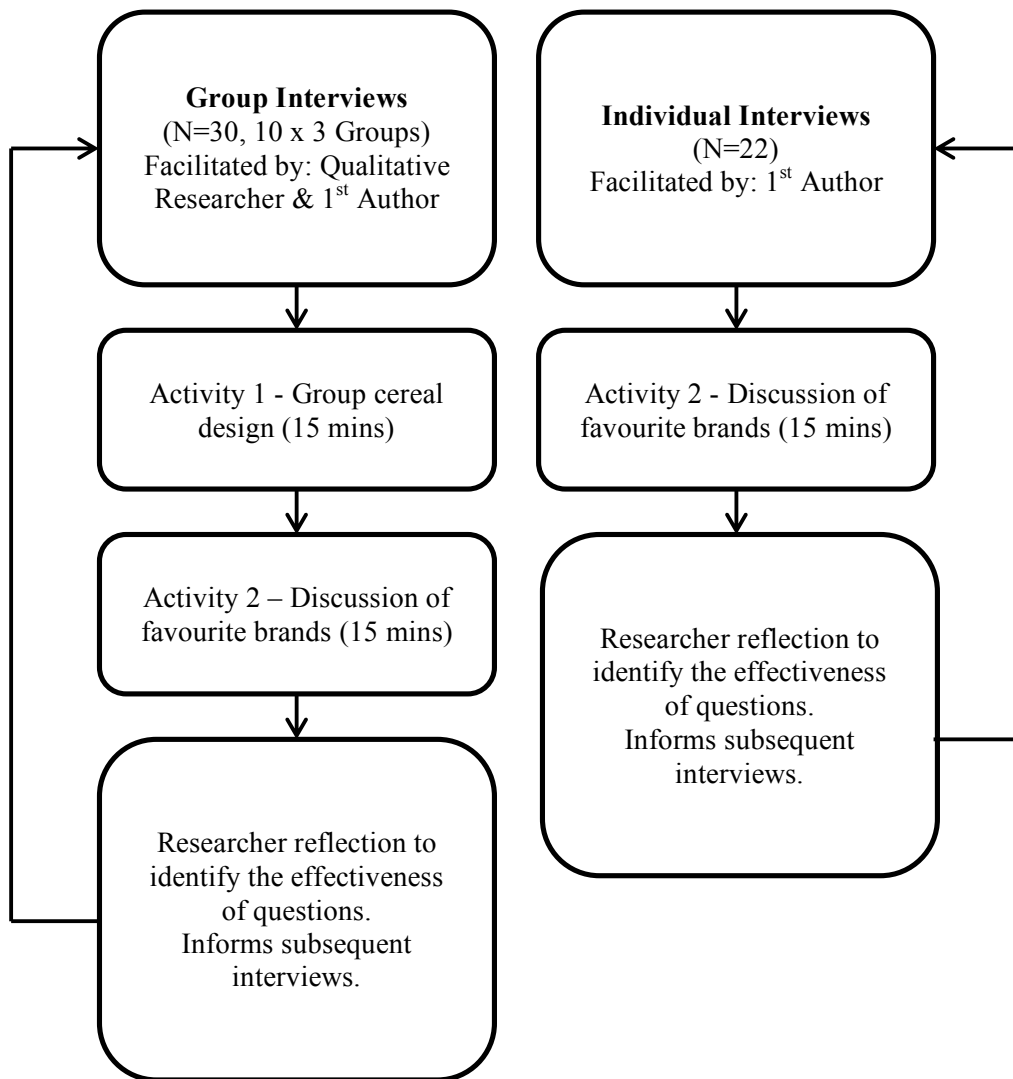 Group Interviews
(N=30, 10 x 3 Groups)
Facilitated by: Qualitative
Researcher & 1st Author
Activity 1 - Group cereal
design (15 mins)
Activity 2 – Discussion of
favourite brands (15 mins)
Researcher reflection to
identify the effectiveness
of questions.
Informs subsequent
interviews.
Individual Interviews
(N=22)
Facilitated by: 1st Author
Activity 2 - Discussion of
favourite brands (15 mins)
Researcher reflection to
identify the effectiveness
of questions.
Informs subsequent
interviews.